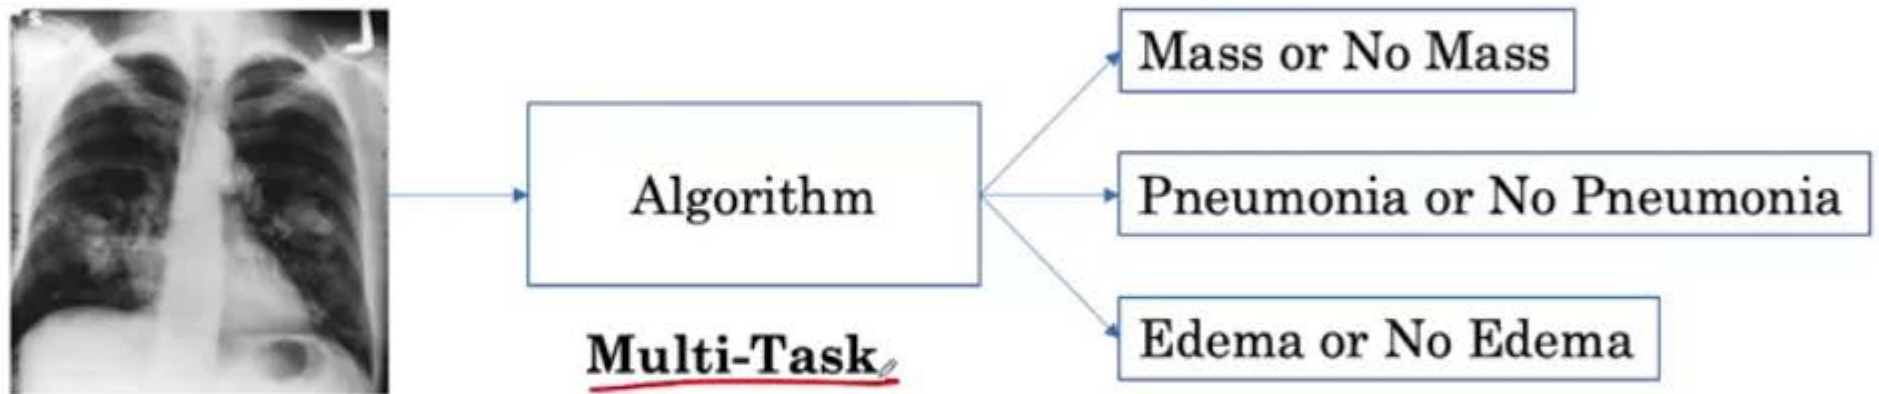 Mass or No Mass
Algorithm
Pneumonia or No Pneumonia
Multi-Task
Edema or No Edema